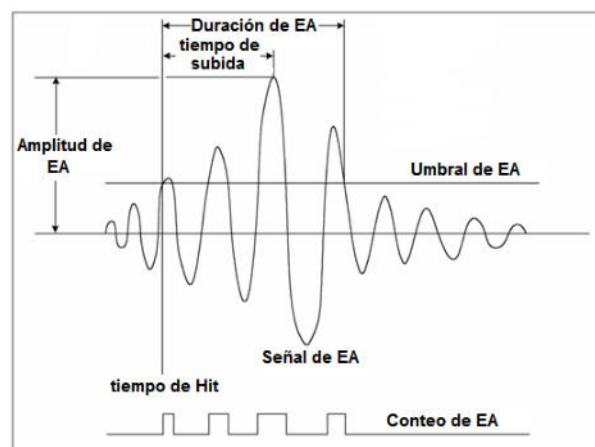 Duración de EA
tiempo de
subida
Amplitud de
EA
Umbral de EA
Señal de EA
tiempo de Hit
Conteo de EA